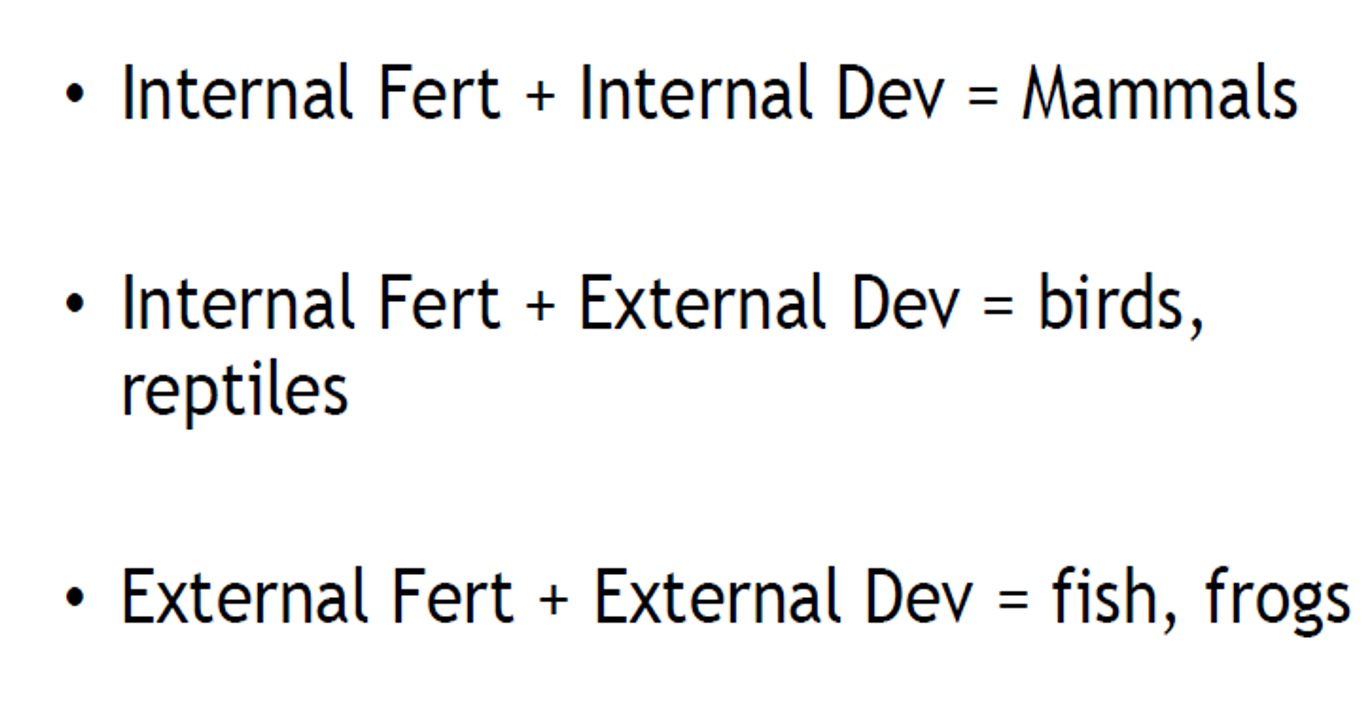 • Internal Fert + Internal Dev = Mammals
• Internal Fert + External Dev = birds,
reptiles
• External Fert + External Dev = fish, frogs